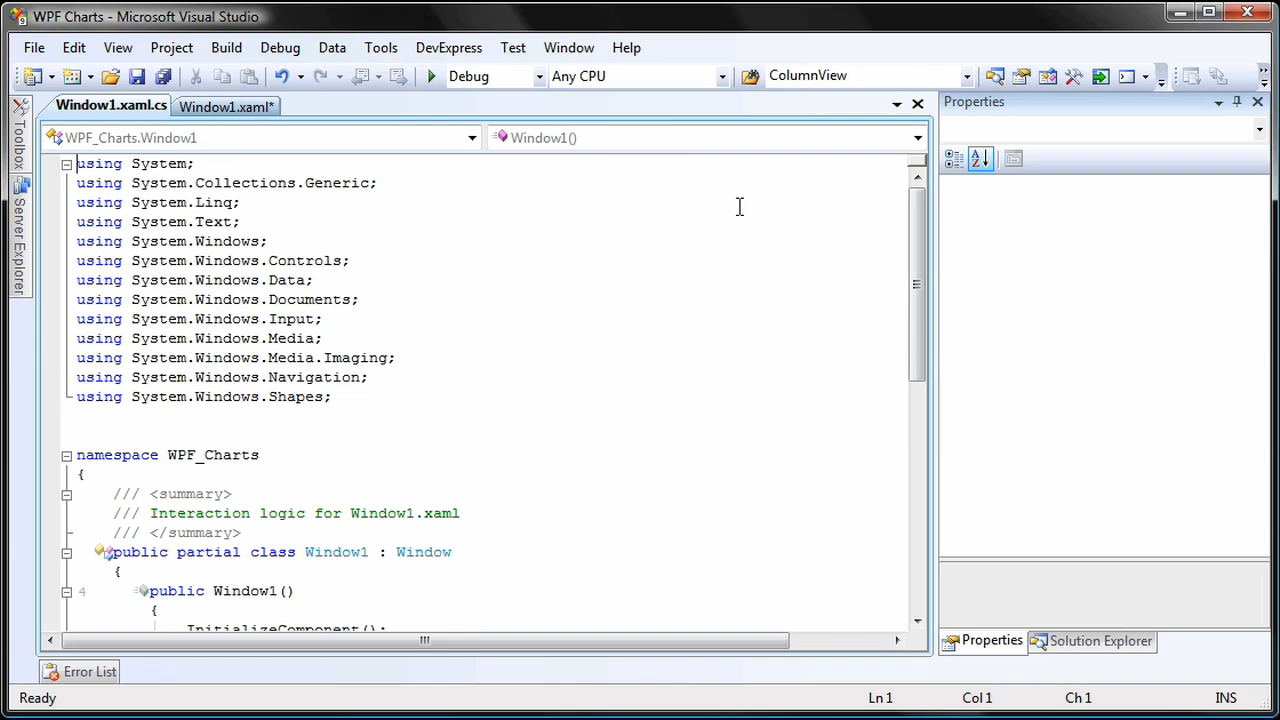 WPF Charts - Microsoft Visual Studio
File Edit View Project Build Debug Data Tools DevExpress Test Window Help
Debug Any CPU ColumnView
Window1.xaml.cs Window1.xaml*
Properties
WPF_Charts.Window1 Window1()
Toolbox
Server Explorer
using System;
using System.Collections.Generic;
using System.Linq;
using System.Text;
using System.Windows;
using System.Windows.Controls;
using System.Windows.Data;
using System.Windows.Documents;
using System.Windows.Input;
using System.Windows.Media;
using System.Windows.Media.Imaging;
using System.Windows.Navigation;
using System.Windows.Shapes;
namespace WPF_Charts
{
/// <summary>
/// Interaction logic for Window1.xaml
/// </summary>
public partial class Window1 : Window
{
4 public Window1()
{
InitializeComponent();
Properties Solution Explorer
Error List
Ready Ln 1 Col 1 Ch 1 INS